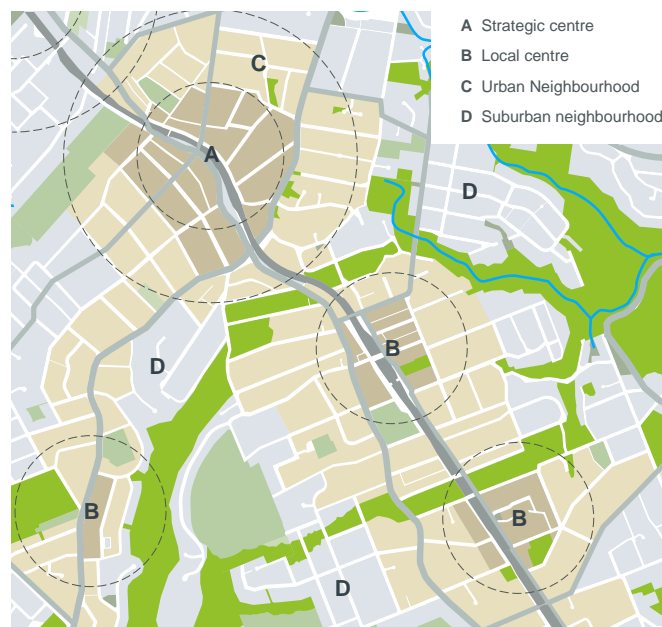 A Strategic centre
B Local centre
C Urban Neighbourhood
D Suburban neighbourhood
C
A
D
B
D
B
B
D